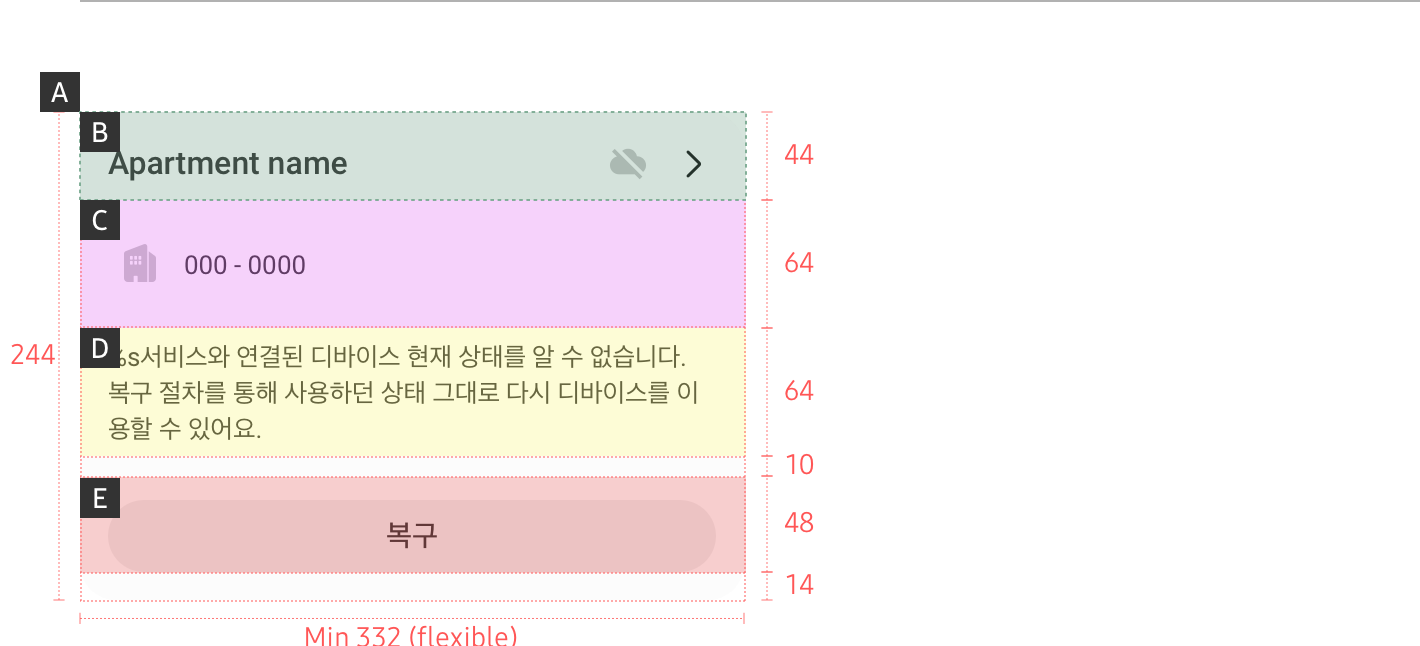 A
B
Apartment name
44
C
000 - 0000
64
244
D
%s서비스와 연결된 디바이스 현재 상태를 알 수 없습니다.
복구 절차를 통해 사용하던 상태 그대로 다시 디바이스를 이
용할 수 있어요.
64
10
E
복구
48
14
Min 332 (flexible)